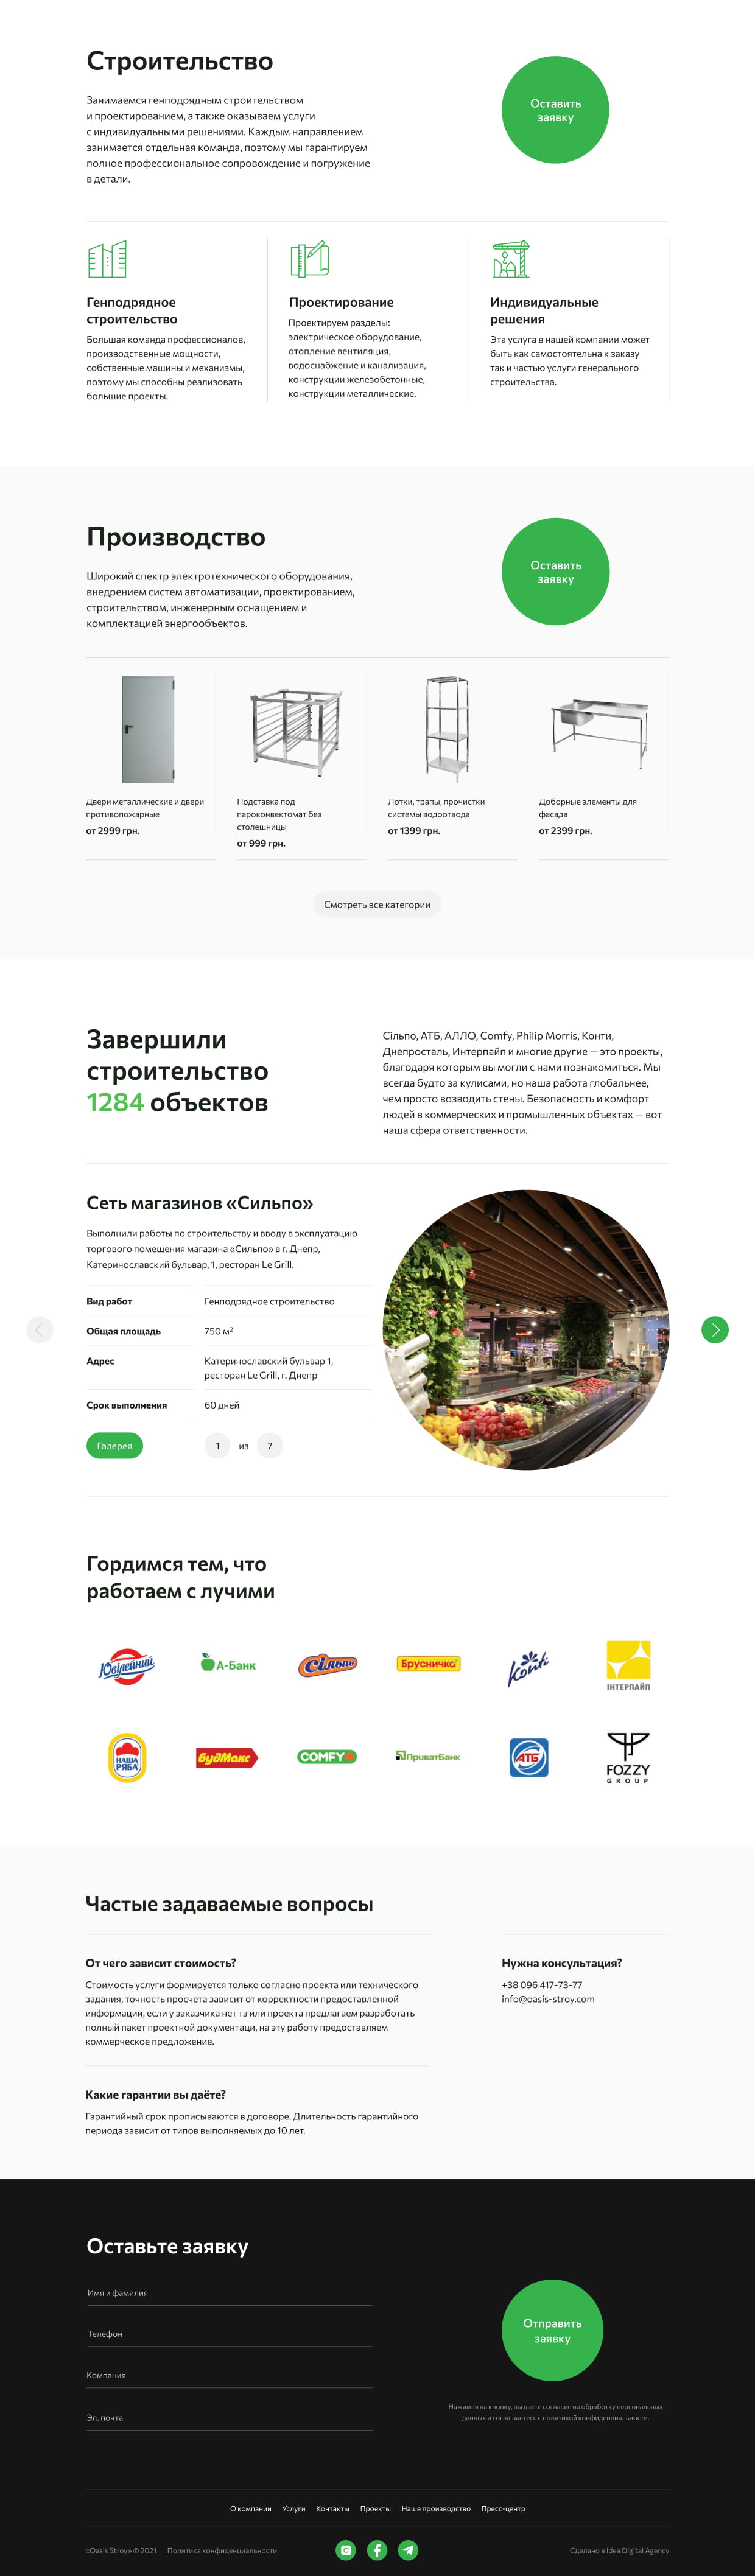 Строительство
Занимаемся генподрядным строительством
и проектированием, а также оказываем услуги
с индивидуальными решениями. Каждым направлением
занимается отдельная команда, поэтому мы гарантируем
полное профессиональное сопровождение и погружение
в детали.
Оставить
заявку
Генподрядное
строительство
Большая команда профессионалов,
производственные мощности,
собственные машины и механизмы,
поэтому мы способны реализовать
большие проекты.
Проектирование
Проектируем разделы:
электрическое оборудование,
отопление вентиляция,
водоснабжение и канализация,
конструкции железобетонные,
конструкции металлические.
Индивидуальные
решения
Эта услуга в нашей компании может
быть как самостоятельна к заказу
так и частью услуги генерального
строительства.
Производство
Широкий спектр электротехнического оборудования,
внедрением систем автоматизации, проектированием,
строительством, инженерным оснащением и
комплектацией энергообъектов.
Оставить
заявку
Двери металлические и двери
противопожарные
от 2999 грн.
Подставка под
пароконвектомат без
столешницы
от 999 грн.
Лотки, трапы, прочистки
системы водоотвода
от 1399 грн.
Доборные элементы для
фасада
от 2399 грн.
Смотреть все категории
Завершили
строительство
1284 объектов
Сільпо, АТБ, АЛЛО, Comfy, Philip Morris, Конти,
Днепросталь, Интерпайп и многие другие — это проекты,
благодаря которым вы могли с нами познакомиться. Мы
всегда будто за кулисами, но наша работа глобальнее,
чем просто возводить стены. Безопасность и комфорт
людей в коммерческих и промышленных объектах — вот
наша сфера ответственности.
Сеть магазинов «Сильпо»
Выполнили работы по строительству и вводу в эксплуатацию
торгового помещения магазина «Сильпо» в г. Днепр,
Катеринославский бульвар, 1, ресторан Le Grill.
Вид работ
Генподрядное строительство
Общая площадь
750 м²
Адрес
Катеринославский бульвар 1,
ресторан Le Grill, г. Днепр
Срок выполнения
60 дней
Галерея
1 из 7
Гордимся тем, что
работаем с лучими
Ювілейний
А-Банк
Сільпо
Брусничка
Конті
ІНТЕРПАЙП
НАША
РЯБА
будМакс
COMFY
ПриватБанк
АТБ
FOZZY
GROUP
Частые задаваемые вопросы
От чего зависит стоимость?
Стоимость услуги формируется только согласно проекта или технического
задания, точность просчета зависит от корректности предоставленной
информации, если у заказчика нет тз или проекта предлагаем разработать
полный пакет проектной документаци, на эту работу предоставляем
коммерческое предложение.
Какие гарантии вы даёте?
Гарантийный срок прописываются в договоре. Длительность гарантийного
периода зависит от типов выполняемых до 10 лет.
Нужна консультация?
+38 096 417-73-77
info@oasis-stroy.com
Оставьте заявку
Имя и фамилия
Телефон
Компания
Эл. почта
Отправить
заявку
Нажимая на кнопку, вы даете согласие на обработку персональных
данных и соглашаетесь с политикой конфиденциальности.
О компании Услуги Контакты Проекты Наше производство Пресс-центр
«Oasis Stroy» © 2021 Политика конфиденциальности
Сделано в Idea Digital Agency